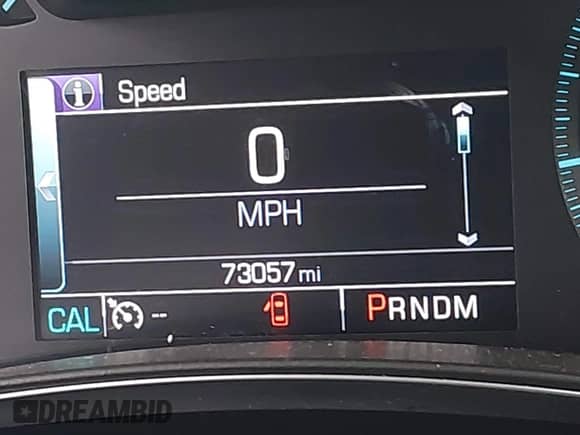 i Speed
0
MPH
73057 mi
CAL -- PRNDM
DREAMBID